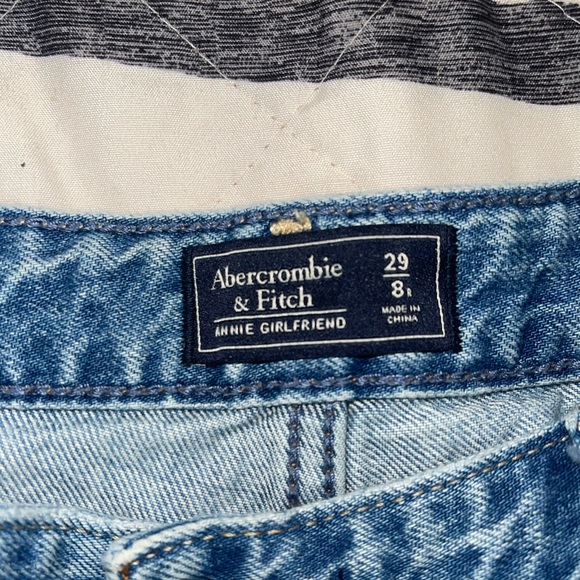 Abercrombie
& Fitch
ANNIE GIRLFRIEND
29
8R
MADE IN
CHINA